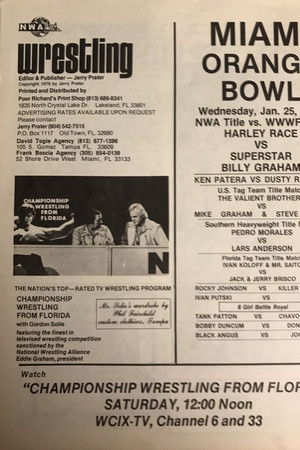 NWA
wrestling
Editor & Publisher — Jerry Prater
Copyright 1978 by Jerry Prater
Printed and Distributed by
Poor Richard's Print Shop (813) 686-9341
1835 North Crystal Lake Dr. Lakeland, FL 33801
ADVERTISING RATES AVAILABLE UPON REQUEST
Please contact
Jerry Prater (904) 542-7515
P.O. Box 1117 Old Town, FL 32680
David Togie Agency (813) 877-1396
105 S. Gomez Tampa, FL 33609
Frank Boscia Agency (305) 854-2139
52 Shore Drive West Miami, FL 33133
CHAMPIONSHIP
WRESTLING
FROM
FLORIDA
N
THE NATION'S TOP—RATED TV WRESTLING PROGRAM
CHAMPIONSHIP
WRESTLING
FROM FLORIDA
with Gordon Solie
featuring the finest in
televised wrestling competition
sanctioned by the
National Wrestling Alliance
Eddie Graham, president
Mr. Solie's wardrobe by
Phil Fairchild
custom clothiers, Tampa
MIAM
ORANG
BOWL
Wednesday, Jan. 25,
NWA Title vs. WWWF
HARLEY RACE
VS
SUPERSTAR
BILLY GRAHAM
KEN PATERA VS DUSTY R
U.S. Tag Team Title Matc
THE VALIENT BROTHER
VS
MIKE GRAHAM & STEVE
Southern Heavyweight Title M
PEDRO MORALES
VS
LARS ANDERSON
Florida Tag Team Title Matc
IVAN KOLOFF & MR. SAITO
VS
JACK & JERRY BRISCO
ROCKY JOHNSON VS KILLER
IVAN PUTSKI VS
8 Girl Battle Royal
TANK PATTON VS CHAVO
BOBBY DUNCUM VS DON
BLACK ANGUS VS JOH
Watch
"CHAMPIONSHIP WRESTLING FROM FLOR
SATURDAY, 12:00 Noon
WCIX-TV, Channel 6 and 33